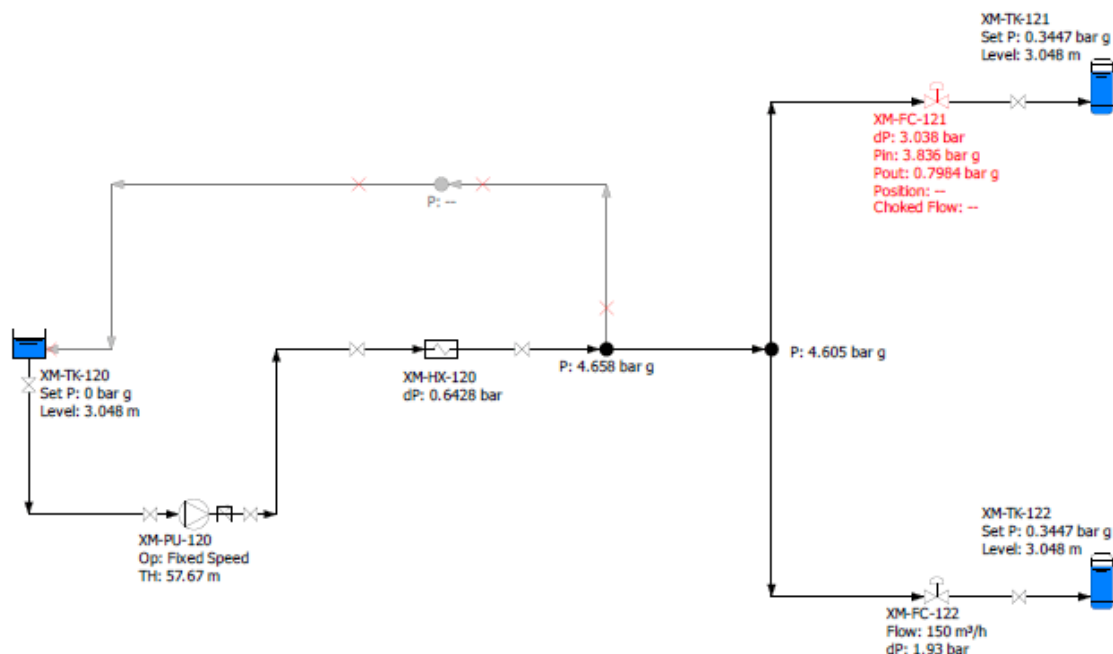 XM-TK-121
Set P: 0.3447 bar g
Level: 3.048 m
XM-FC-121
dP: 3.038 bar
Pin: 3.836 bar g
Pout: 0.7984 bar g
Position: --
Choked Flow: --
P: --
XM-TK-120
Set P: 0 bar g
Level: 3.048 m
XM-HX-120
dP: 0.6428 bar
P: 4.658 bar g
P: 4.605 bar g
XM-PU-120
Op: Fixed Speed
TH: 57.67 m
XM-TK-122
Set P: 0.3447 bar g
Level: 3.048 m
XM-FC-122
Flow: 150 m³/h
dP: 1.93 bar